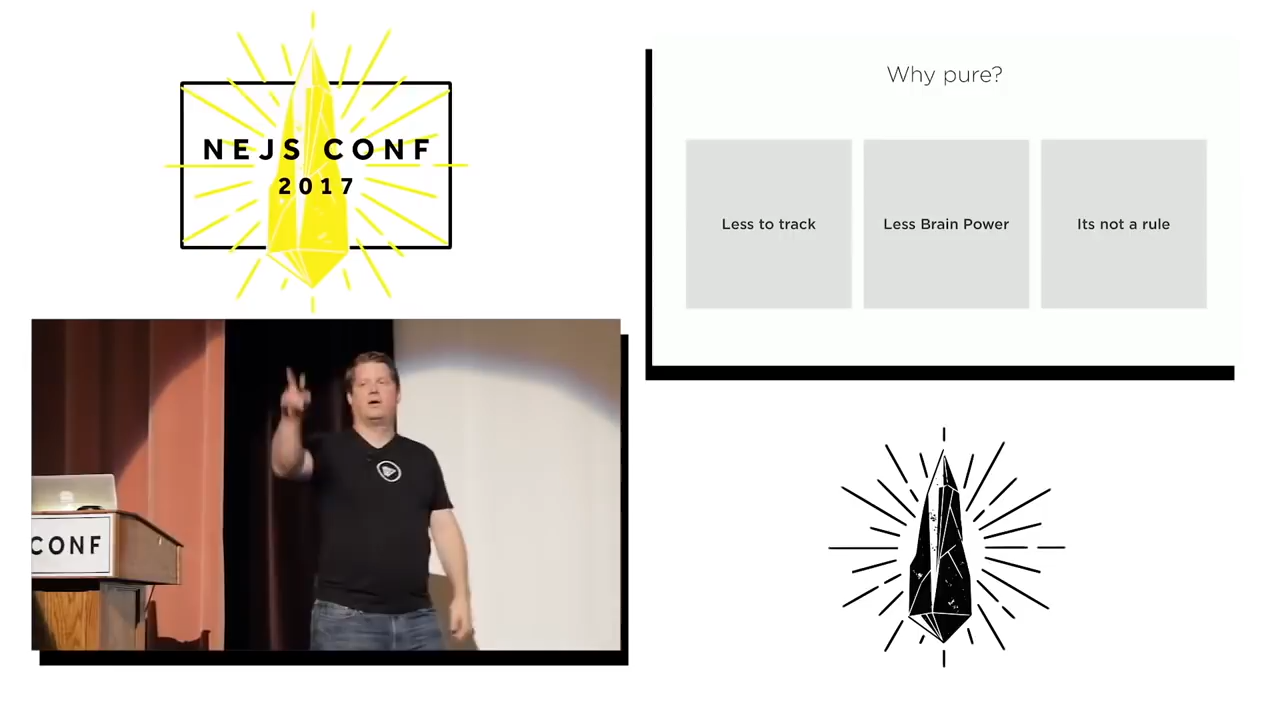 NEJS CONF
2017
Why pure?
Less to track
Less Brain Power
Its not a rule
CONF